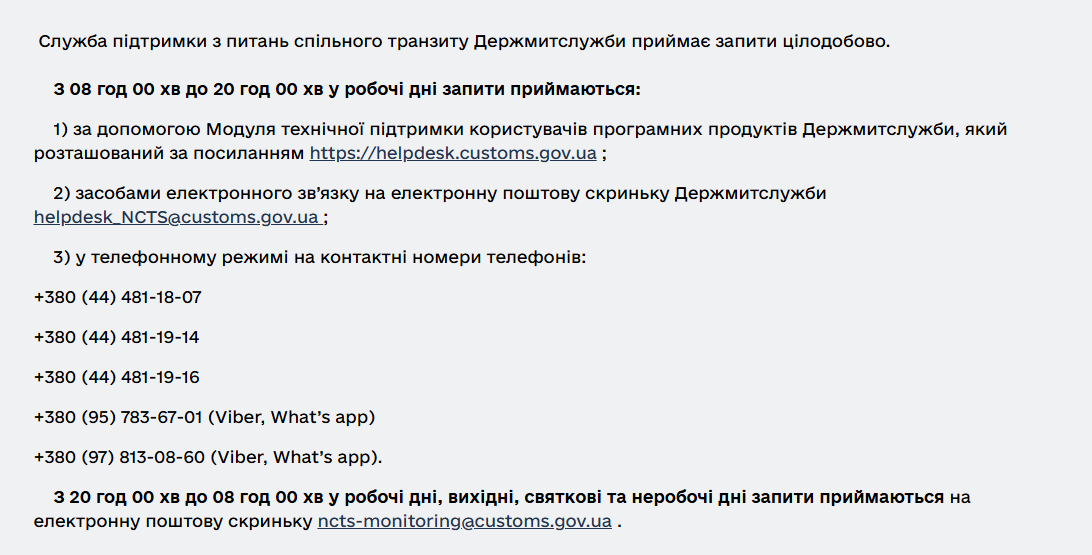 Служба підтримки з питань спільного транзиту Держмитслужби приймає запити цілодобово.
З 08 год 00 хв до 20 год 00 хв у робочі дні запити приймаються:
1) за допомогою Модуля технічної підтримки користувачів програмних продуктів Держмитслужби, який
розташований за посиланням https://helpdesk.customs.gov.ua ;
2) засобами електронного зв’язку на електронну поштову скриньку Держмитслужби
helpdesk_NCTS@customs.gov.ua ;
3) у телефонному режимі на контактні номери телефонів:
+380 (44) 481-18-07
+380 (44) 481-19-14
+380 (44) 481-19-16
+380 (95) 783-67-01 (Viber, What’s app)
+380 (97) 813-08-60 (Viber, What’s app).
З 20 год 00 хв до 08 год 00 хв у робочі дні, вихідні, святкові та неробочі дні запити приймаються на
електронну поштову скриньку ncts-monitoring@customs.gov.ua .